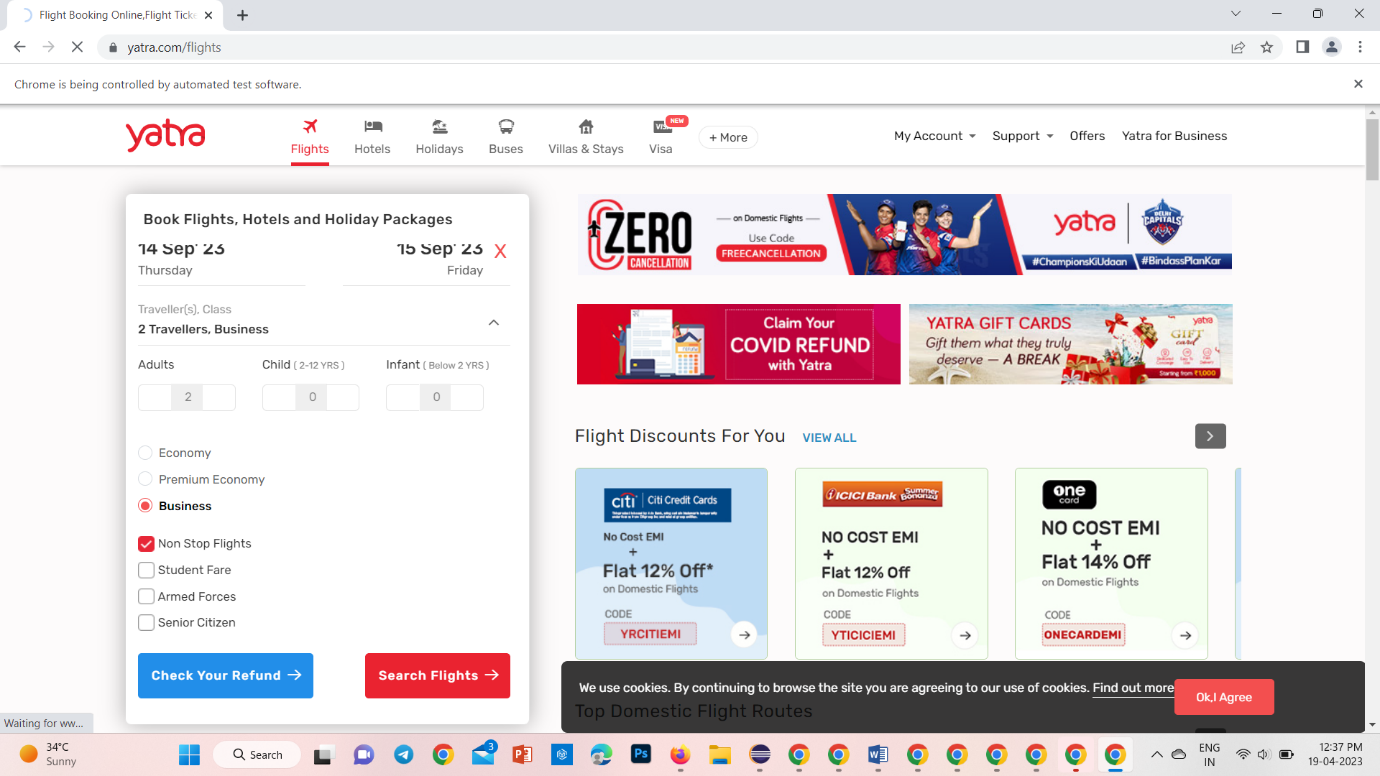 Flight Booking Online,Flight Ticke
yatra.com/flights
Chrome is being controlled by automated test software.
yatra
Flights
Hotels
Holidays
Buses
Villas & Stays
VISA
NEW
Visa
+ More
My Account
Support
Offers
Yatra for Business
Book Flights, Hotels and Holiday Packages
14 Sep' 23
15 Sep' 23 X
Thursday
Friday
Traveller(s), Class
2 Travellers, Business
Adults
Child ( 2-12 YRS )
Infant ( Below 2 YRS )
2
0
0
Economy
Premium Economy
Business
Non Stop Flights
Student Fare
Armed Forces
Senior Citizen
Check Your Refund
Search Flights
ZERO
CANCELLATION
on Domestic Flights
Use Code
FREECANCELLATION
yatra
DELHI
CAPITALS
#ChampionsKiUdaan
#BindassPlanKar
Claim Your
COVID REFUND
with Yatra
YATRA GIFT CARDS
Gift them what they truly
deserve — A BREAK
yatra
GIFT
Starting from ₹1,000
Flight Discounts For You
VIEW ALL
citi
Citi Credit Cards
No Cost EMI
+
Flat 12% Off*
on Domestic Flights
CODE
YRCITIEMI
ICICI Bank
Summer
Bonanza
NO COST EMI
+
Flat 12% Off
on Domestic Flights
CODE
YTICICIEMI
one
card
NO COST EMI
+
Flat 14% Off
on Domestic Flights
CODE
ONECARDEMI
We use cookies. By continuing to browse the site you are agreeing to our use of cookies. Find out more
Ok,I Agree
Top Domestic Flight Routes
Waiting for ww...
34°C
Sunny
Search
3
Ps
ENG
IN
12:37 PM
19-04-2023